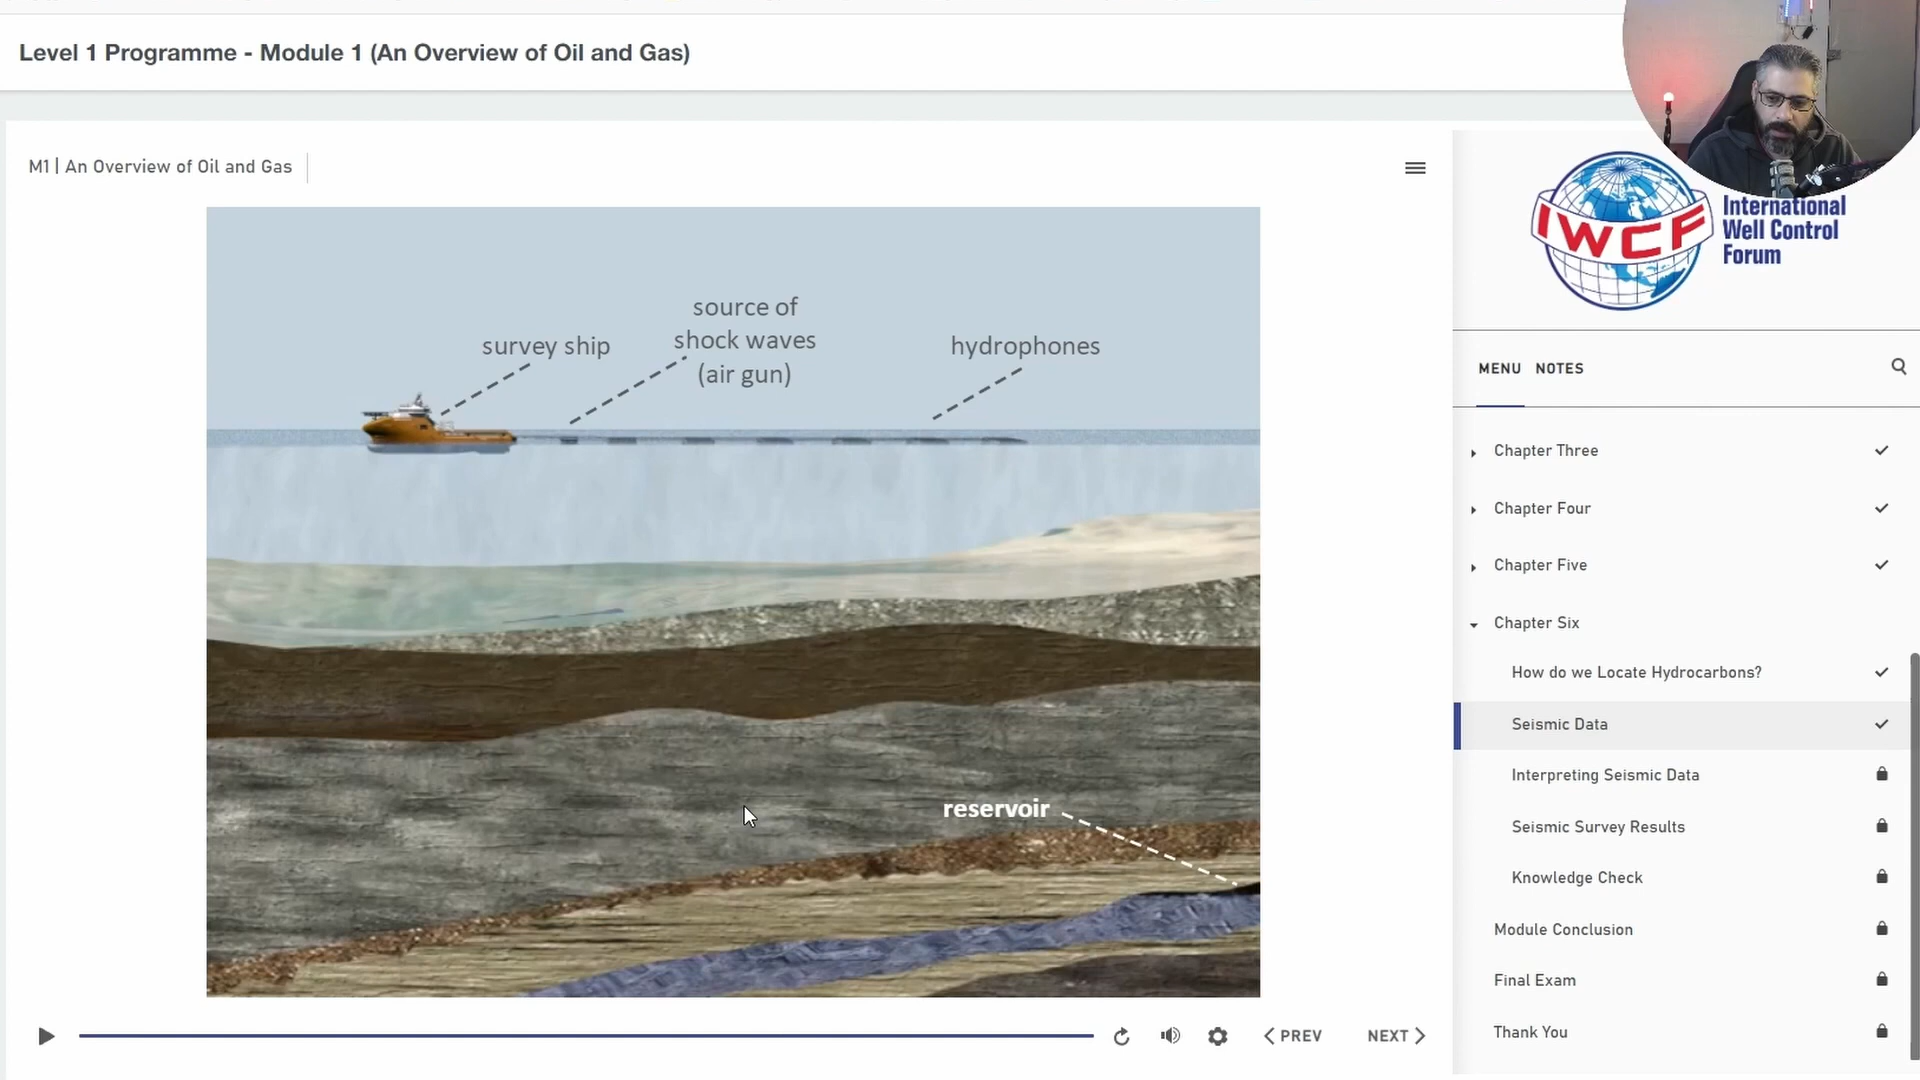 Level 1 Programme - Module 1 (An Overview of Oil and Gas)
M1 | An Overview of Oil and Gas
survey ship
source of
shock waves
(air gun)
hydrophones
reservoir
PREV
NEXT
IWCF
International
Well Control
Forum
MENU NOTES
Chapter Three
Chapter Four
Chapter Five
Chapter Six
How do we Locate Hydrocarbons?
Seismic Data
Interpreting Seismic Data
Seismic Survey Results
Knowledge Check
Module Conclusion
Final Exam
Thank You